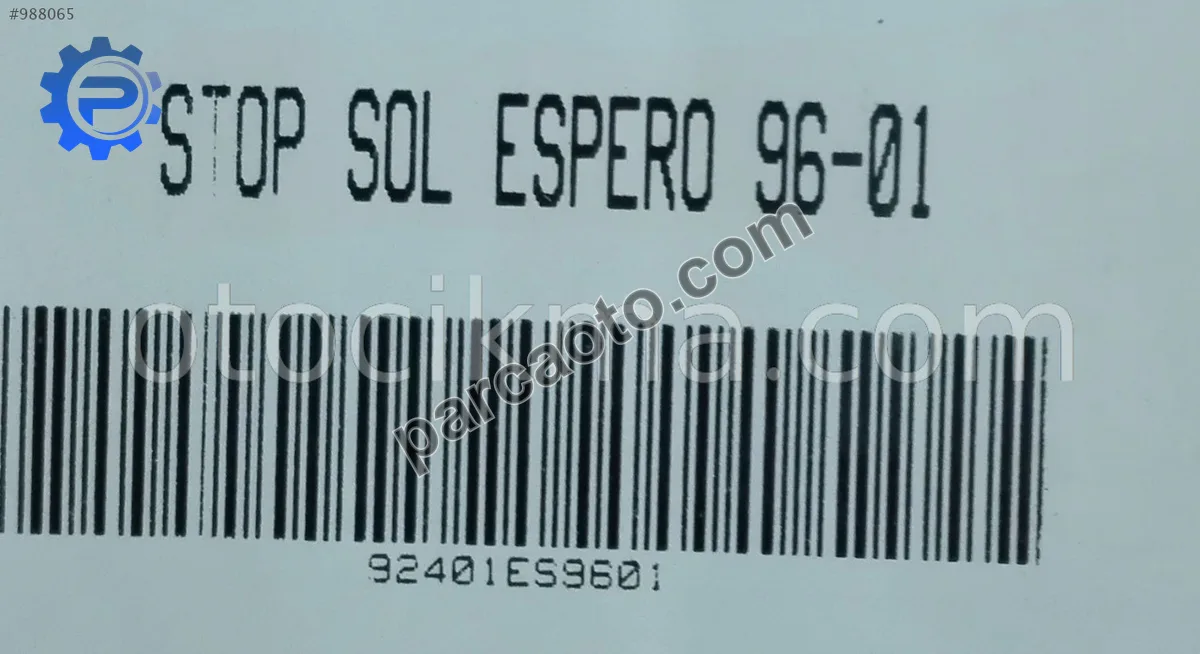 #988065
STOP SOL ESPERO 96-01
parcaoto.com
otocikma.com
92401ES9601